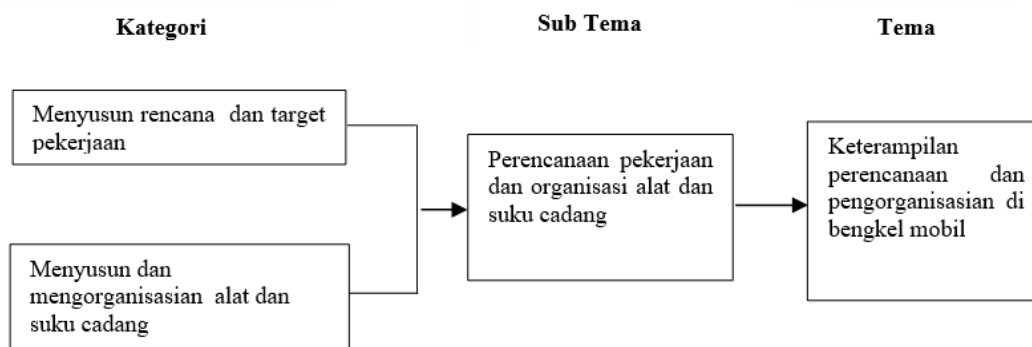 Kategori
Sub Tema
Tema
Menyusun rencana dan target
pekerjaan
Menyusun dan
mengorganisasian alat dan
suku cadang
Perencanaan pekerjaan
dan organisasi alat dan
suku cadang
Keterampilan
perencanaan dan
pengorganisasian di
bengkel mobil